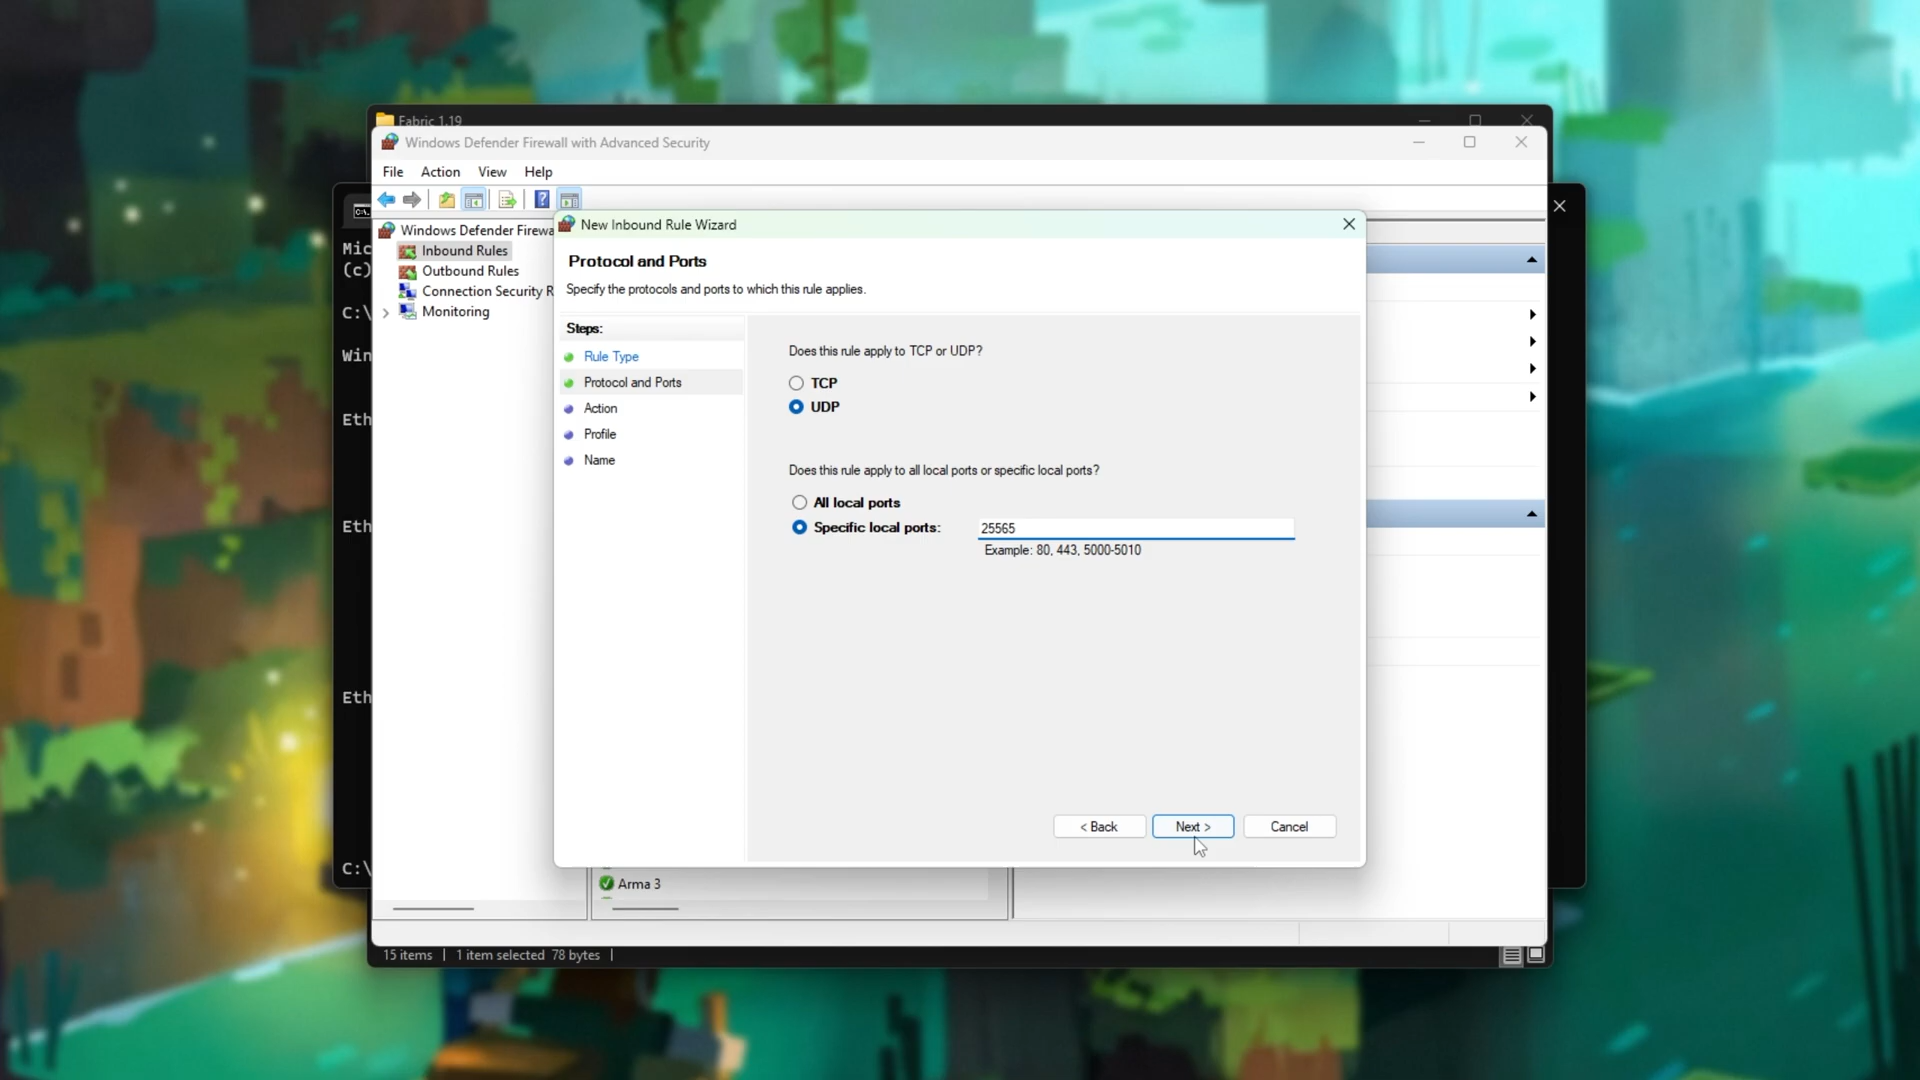 Fabric 1.19
Windows Defender Firewall with Advanced Security
File Action View Help
Windows Defender Firewa
Inbound Rules
Outbound Rules
Connection Security R
Monitoring
Mic
(c)
C:\
Win
Eth
Eth
Eth
C:\
New Inbound Rule Wizard
Protocol and Ports
Specify the protocols and ports to which this rule applies.
Steps:
Rule Type
Protocol and Ports
Action
Profile
Name
Does this rule apply to TCP or UDP?
TCP
UDP
Does this rule apply to all local ports or specific local ports?
All local ports
Specific local ports: 25565
Example: 80, 443, 5000-5010
< Back Next > Cancel
Arma 3
15 items | 1 item selected 78 bytes |